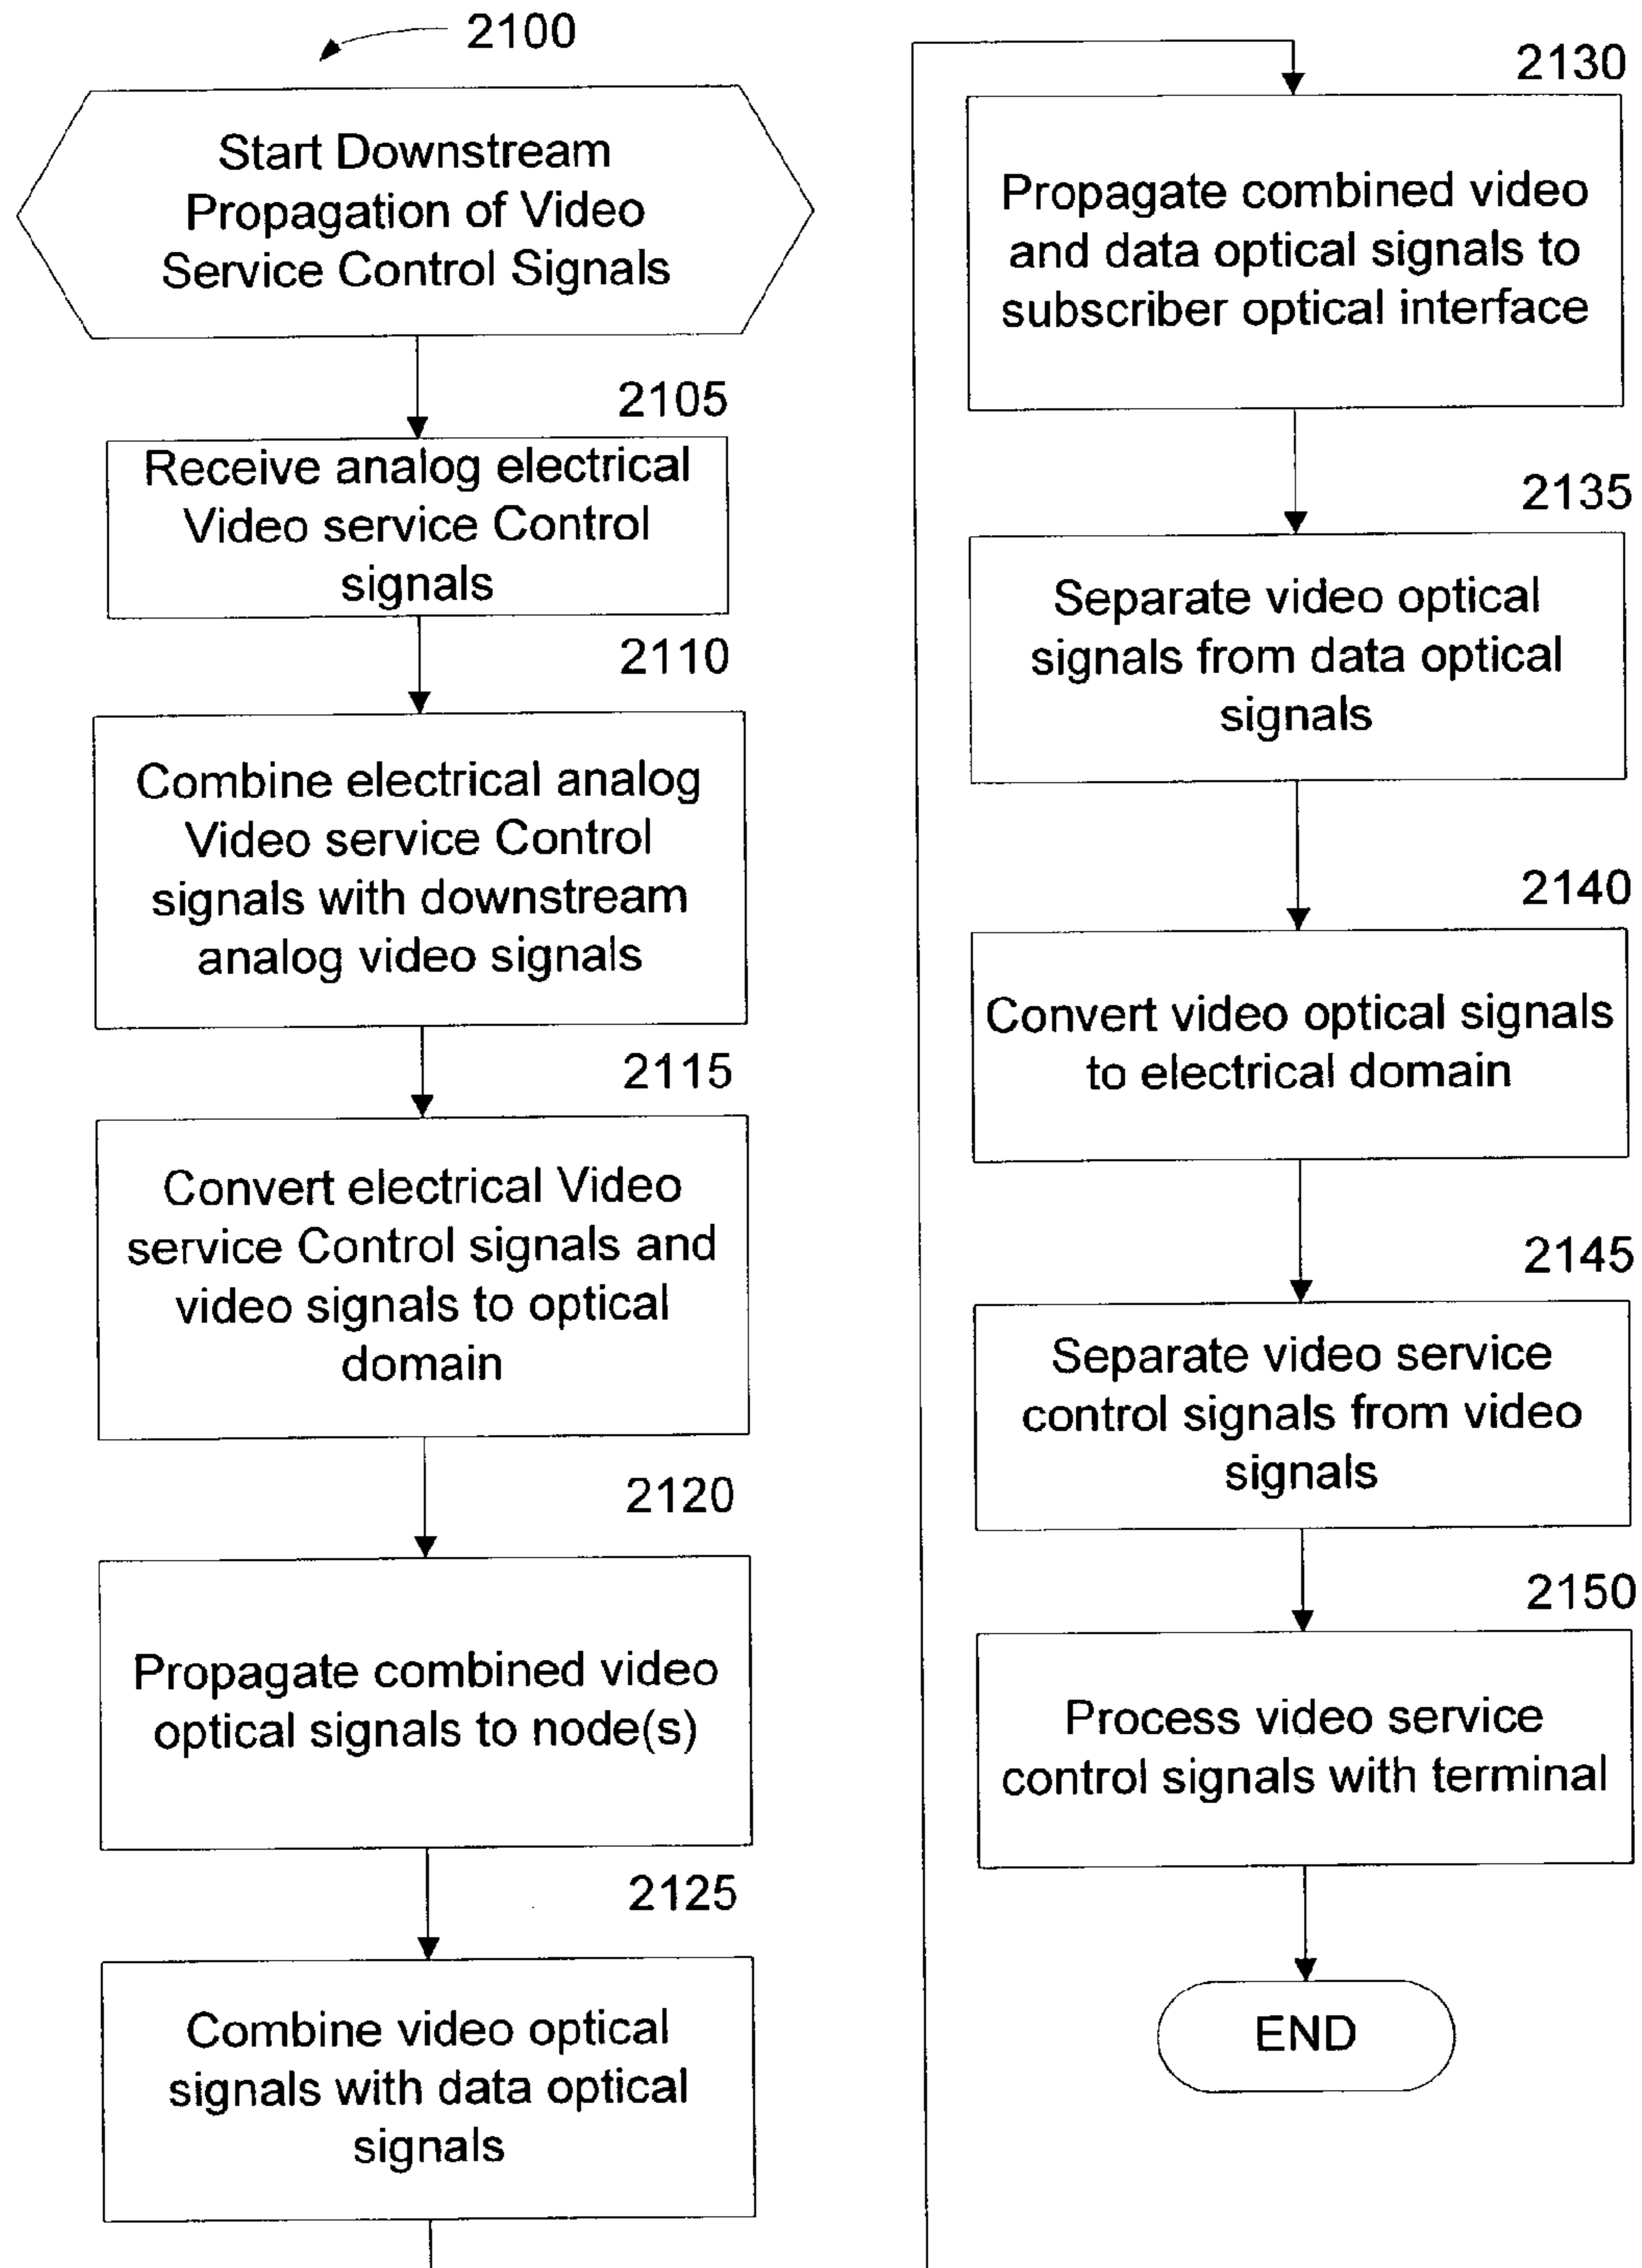 2100
Start Downstream
Propagation of Video
Service Control Signals
2105
Receive analog electrical
Video service Control
signals
2110
Combine electrical analog
Video service Control
signals with downstream
analog video signals
2115
Convert electrical Video
service Control signals and
video signals to optical
domain
2120
Propagate combined video
optical signals to node(s)
2125
Combine video optical
signals with data optical
signals
2130
Propagate combined video
and data optical signals to
subscriber optical interface
2135
Separate video optical
signals from data optical
signals
2140
Convert video optical signals
to electrical domain
2145
Separate video service
control signals from video
signals
2150
Process video service
control signals with terminal
END